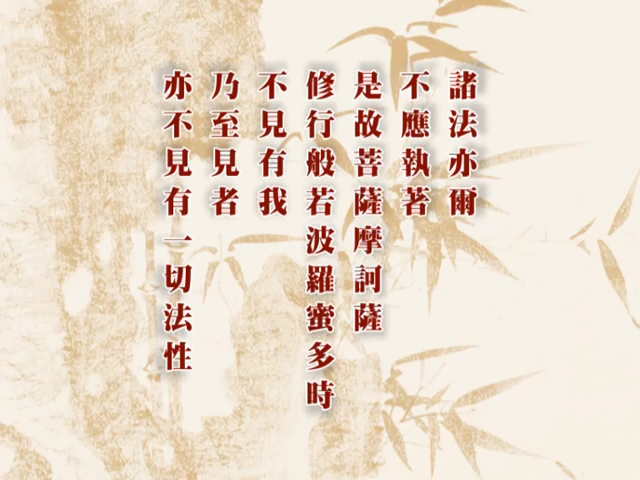 諸法亦爾
不應執著
是故菩薩摩訶薩
修行般若波羅蜜多時
不見有我
乃至見者
亦不見有一切法性